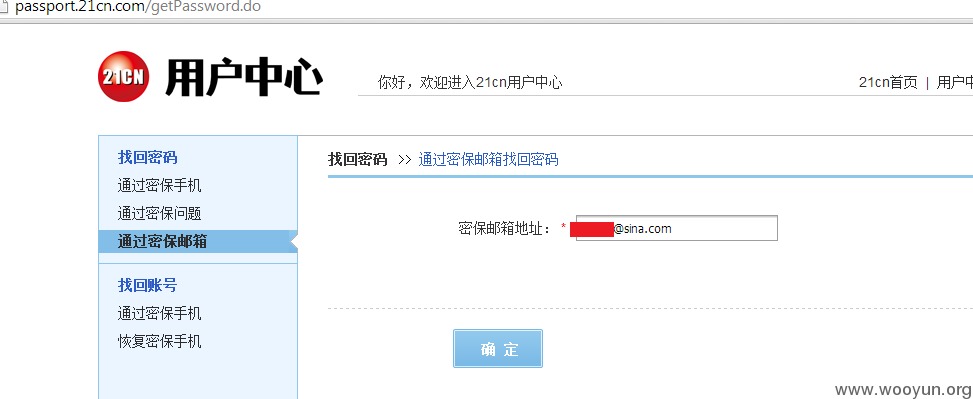 passport.21cn.com/getPassword.do
21CN 用户中心
你好，欢迎进入21cn用户中心
21cn首页 | 用户中
找回密码
通过密保手机
通过密保问题
通过密保邮箱
找回账号
通过密保手机
恢复密保手机
找回密码 >> 通过密保邮箱找回密码
密保邮箱地址： * @sina.com
确 定
www.wooyun.org